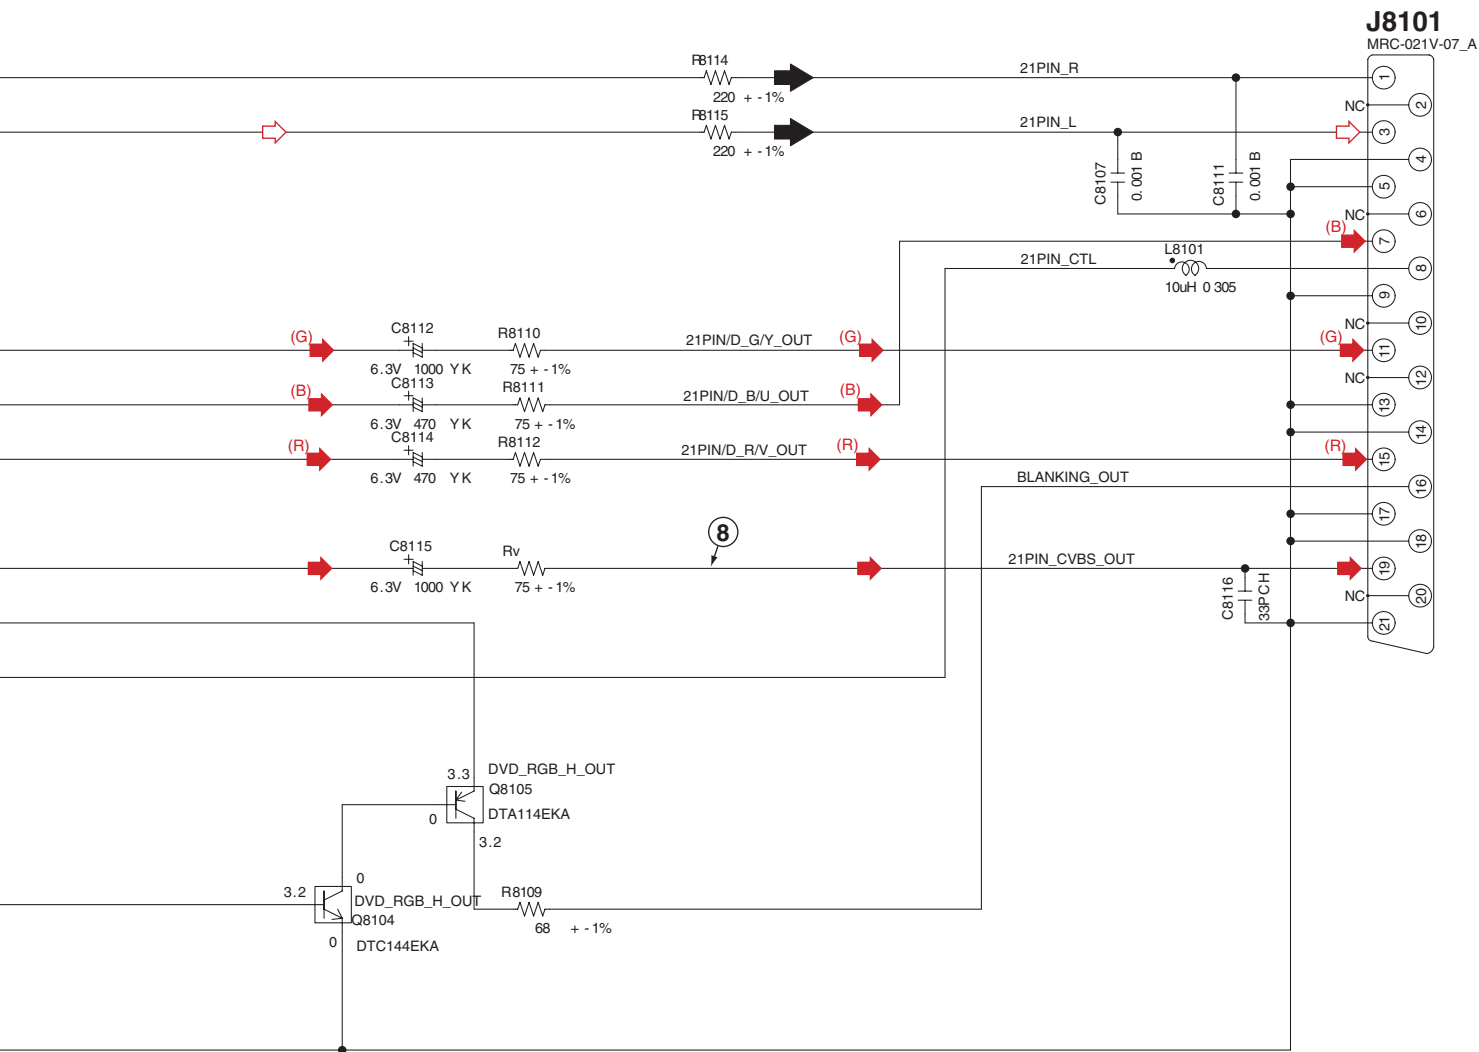 J8101
MRC-021V-07_A
R8114
220 + -1%
21PIN_R
1
NC
2
R8115
220 + -1%
21PIN_L
3
4
C8107
0.001 B
C8111
0.001 B
5
NC
6
(B)
7
21PIN_CTL
L8101
10uH 0 305
8
9
NC
10
(G)
C8112
6.3V 1000 YK
R8110
75 + -1%
21PIN/D_G/Y_OUT
(G)
(G)
11
NC
12
(B)
C8113
6.3V 470 YK
R8111
75 + -1%
21PIN/D_B/U_OUT
(B)
13
14
(R)
C8114
6.3V 470 YK
R8112
75 + -1%
21PIN/D_R/V_OUT
(R)
(R)
15
BLANKING_OUT
16
17
8
18
C8115
6.3V 1000 YK
Rv
75 + -1%
21PIN_CVBS_OUT
19
C8116
33PCH
NC
20
21
3.3
DVD_RGB_H_OUT
Q8105
DTA114EKA
0
3.2
0
3.2
DVD_RGB_H_OUT
Q8104
0
DTC144EKA
R8109
68 + -1%